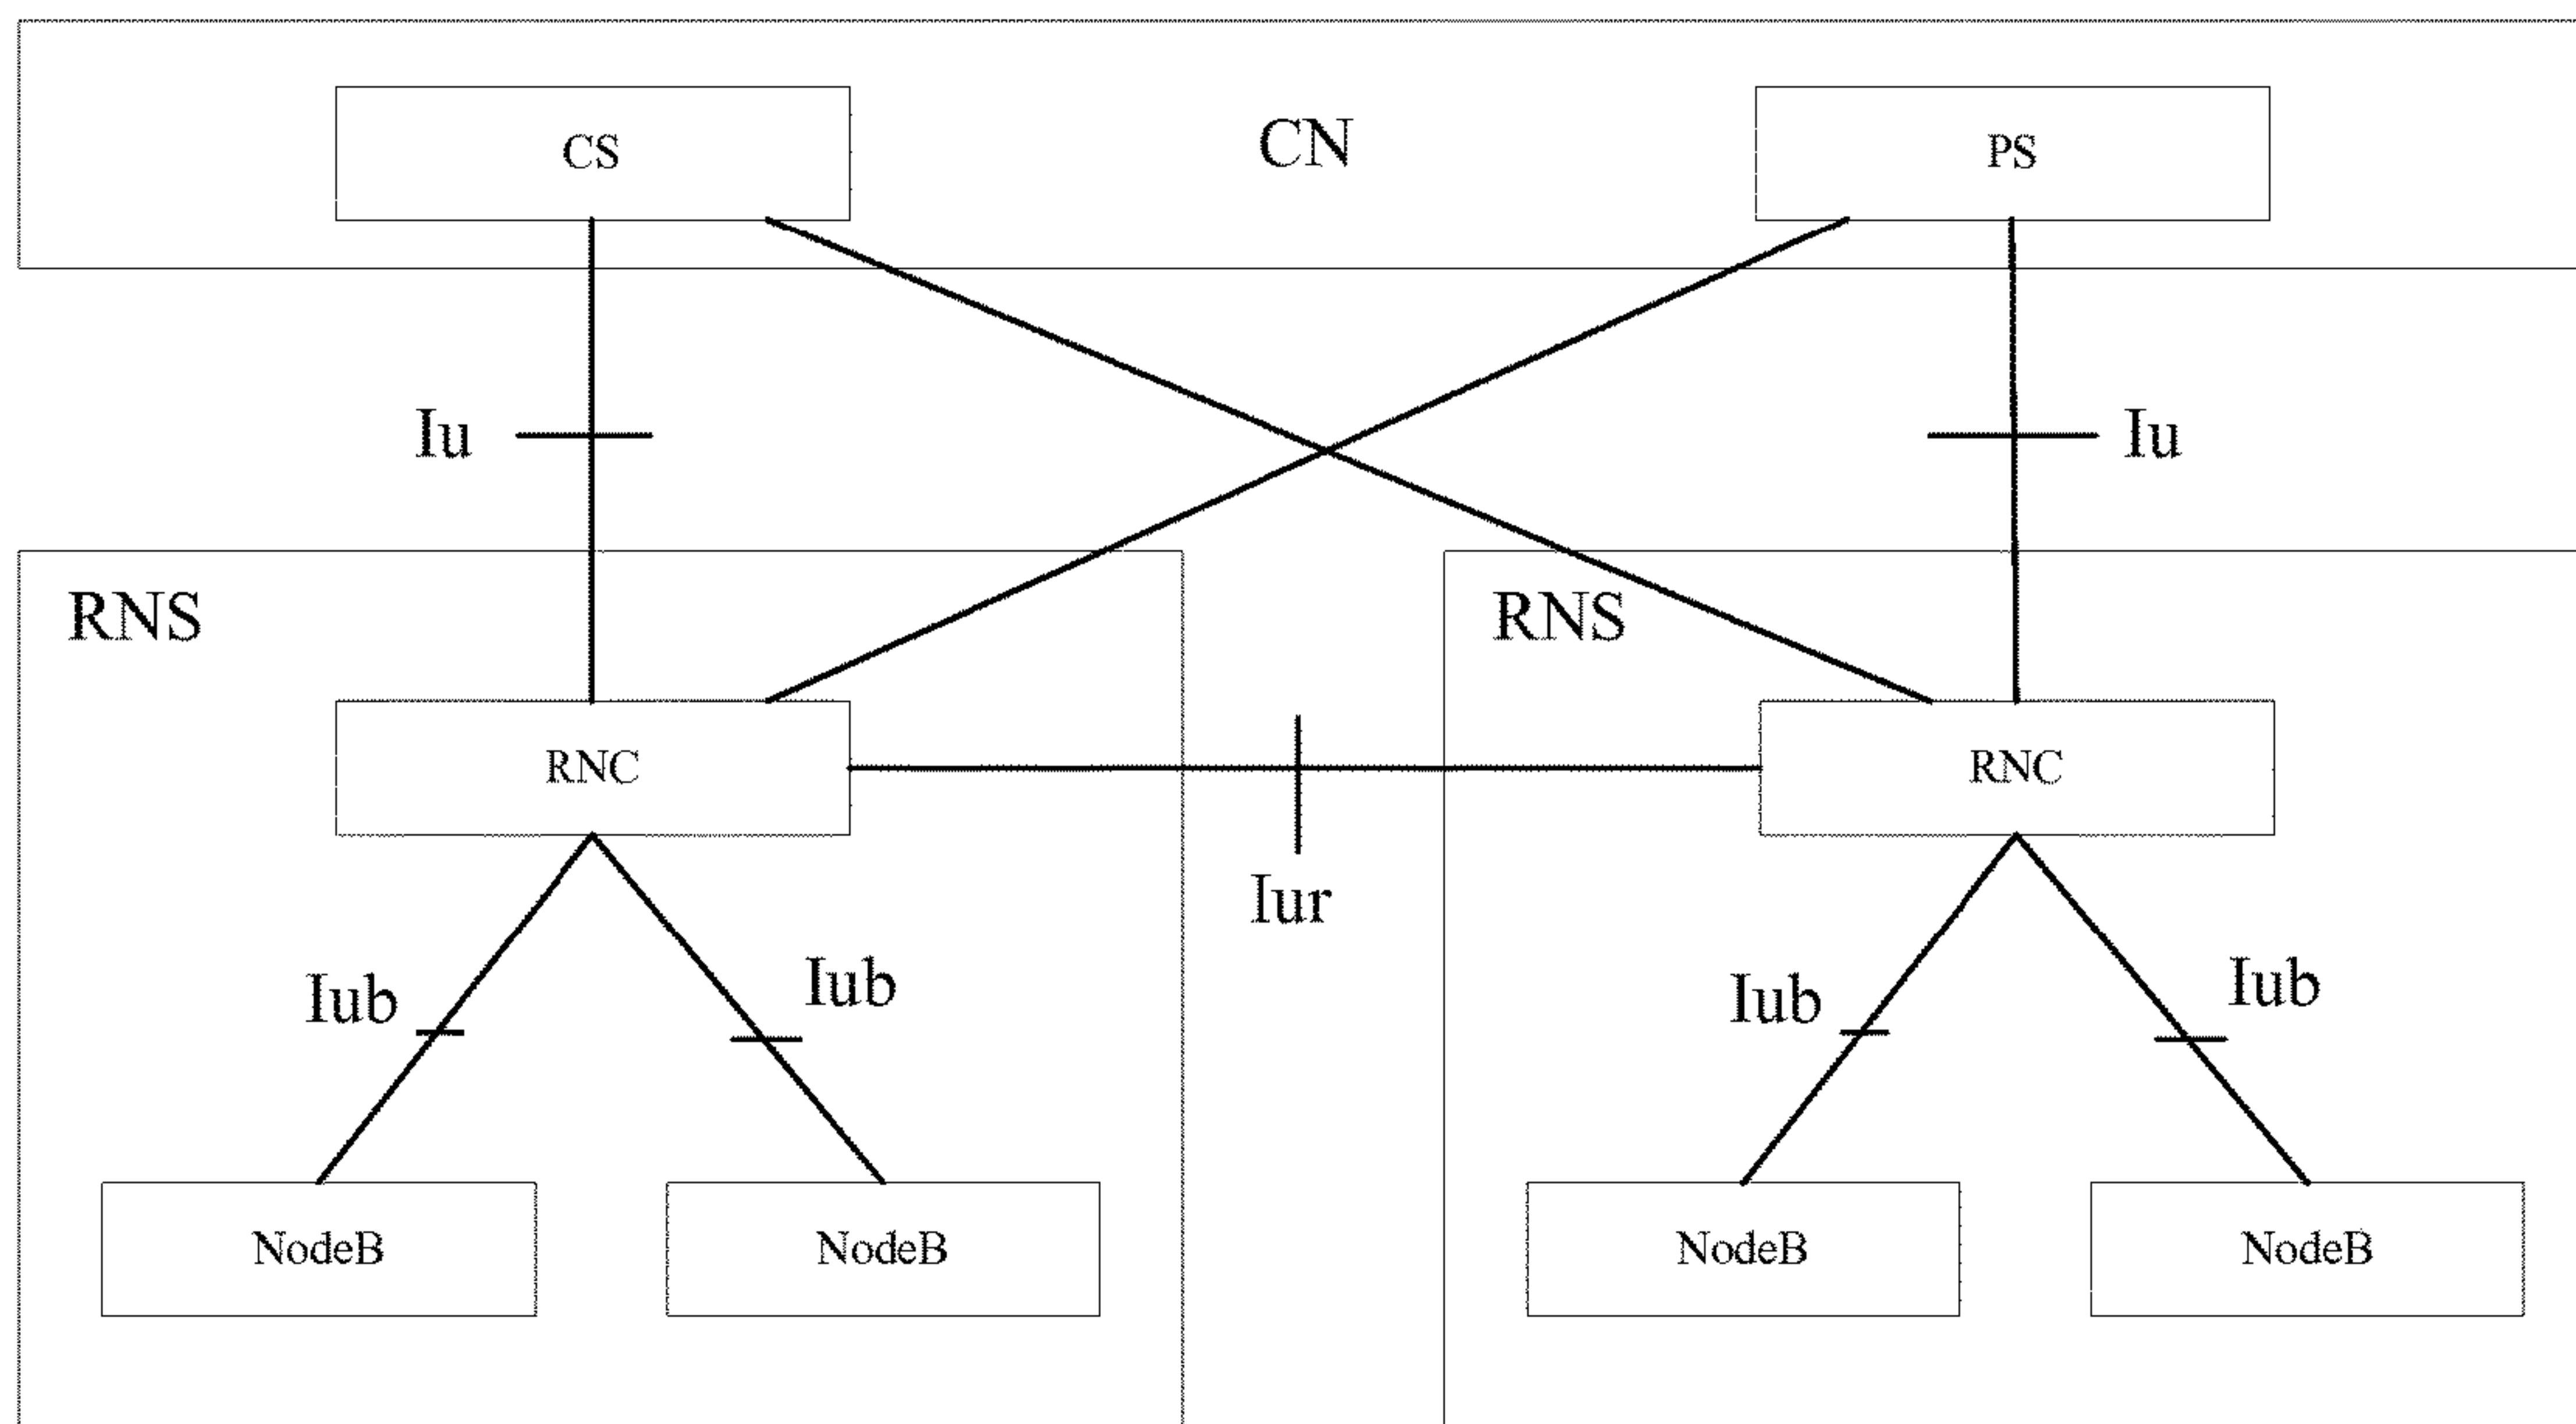 CS
CN
PS
Iu
Iu
RNS
RNS
RNC
RNC
Iur
Iub
Iub
Iub
Iub
NodeB
NodeB
NodeB
NodeB